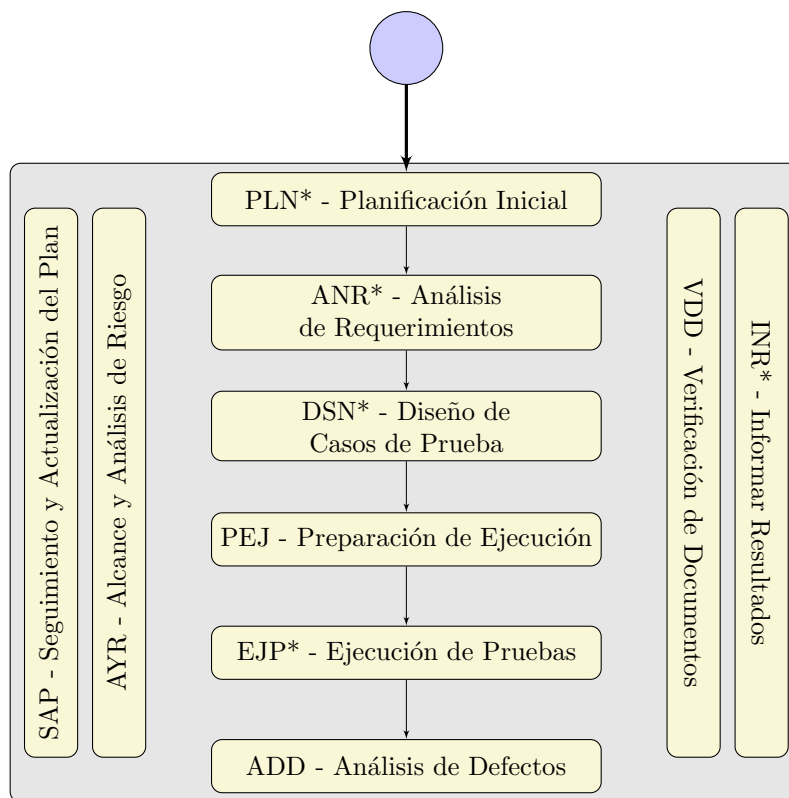 PLN* - Planificación Inicial
ANR* - Análisis
de Requerimientos
DSN* - Diseño de
Casos de Prueba
PEJ - Preparación de Ejecución
EJP* - Ejecución de Pruebas
ADD - Análisis de Defectos
SAP - Seguimiento y Actualización del Plan
AYR - Alcance y Análisis de Riesgo
VDD - Verificación de Documentos
INR* - Informar Resultados